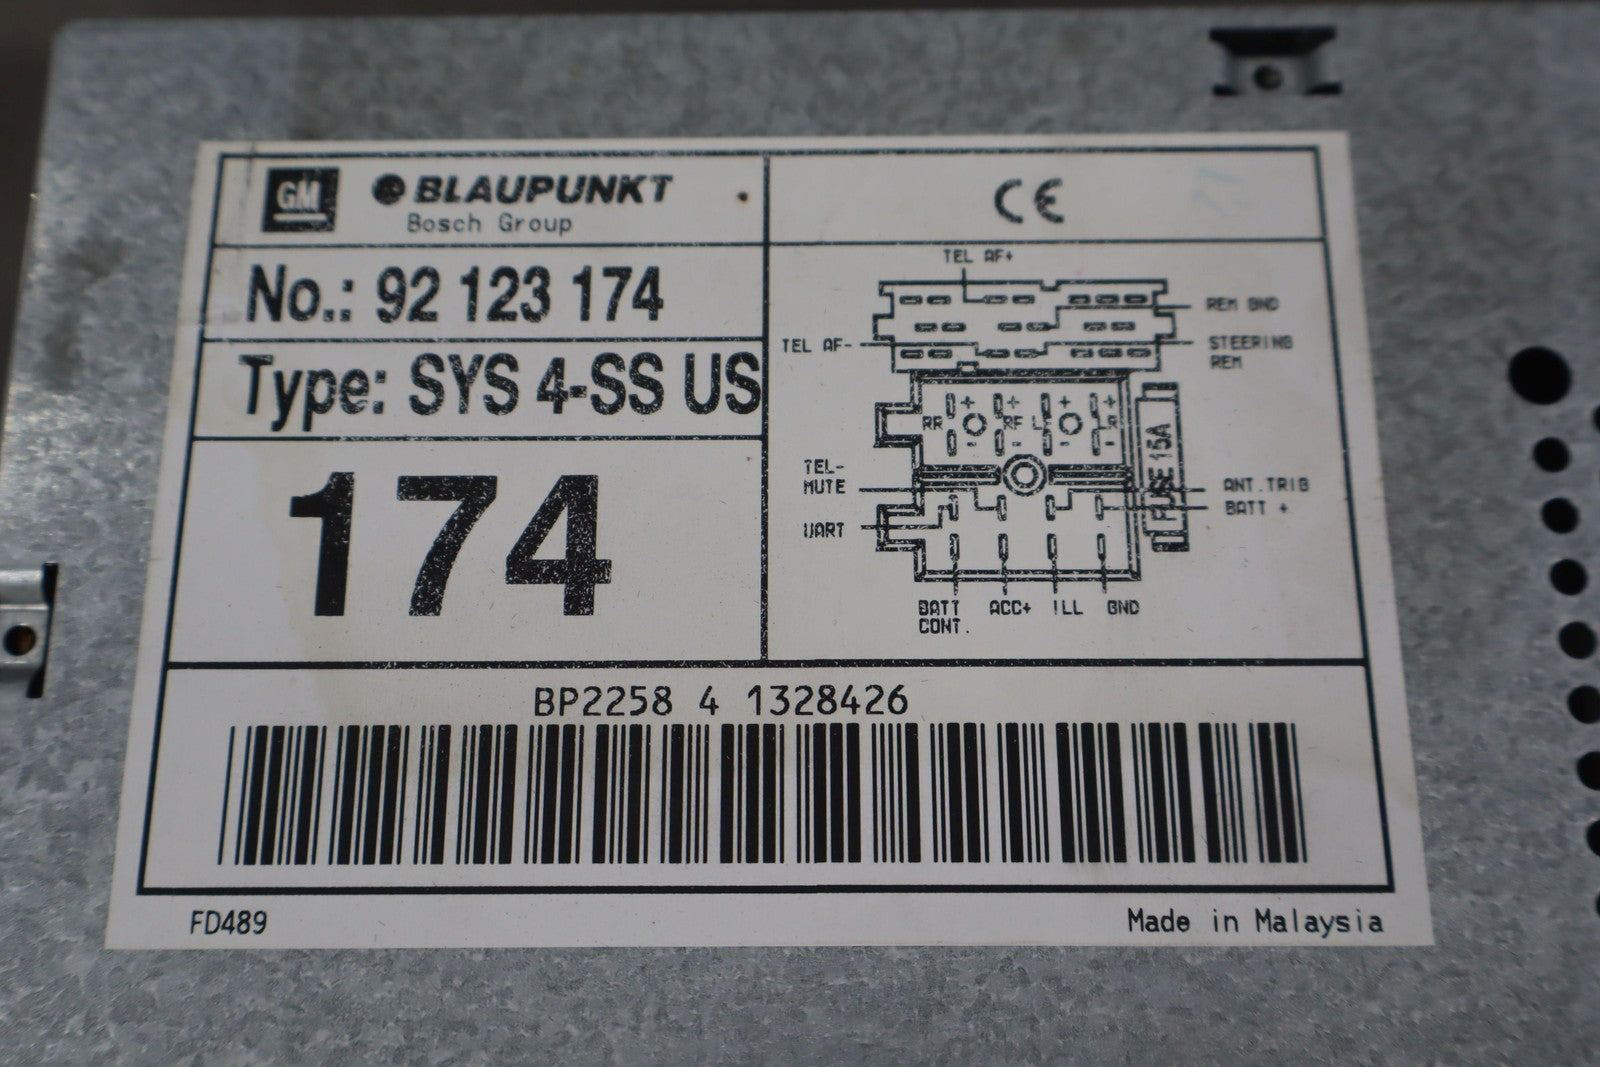 GM BLAUPUNKT
Bosch Group
CE
No.: 92 123 174
Type: SYS 4-SS US
174
TEL AF+
REM GND
TEL AF-
STEERING
REM
+ + + +
RR RF LF LR
- - - -
FUSE 15A
TEL-
MUTE
ANT.TRIG
BATT +
UART
BATT ACC+ ILL GND
CONT.
BP2258 4 1328426
FD489 Made in Malaysia